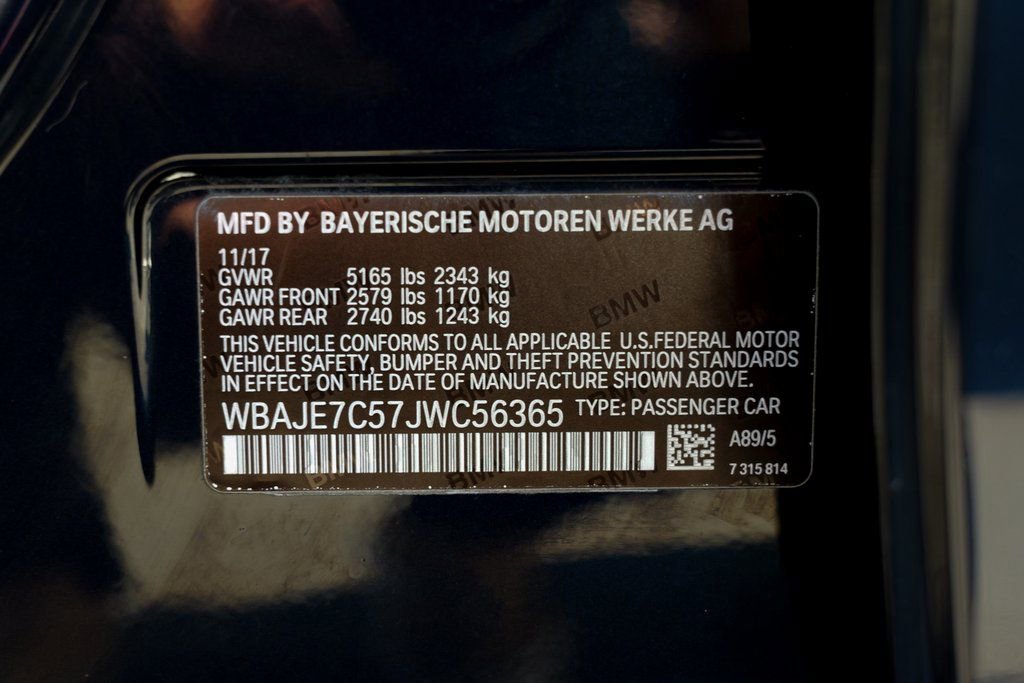 MFD BY BAYERISCHE MOTOREN WERKE AG
11/17
GVWR 5165 lbs 2343 kg
GAWR FRONT 2579 lbs 1170 kg
GAWR REAR 2740 lbs 1243 kg
THIS VEHICLE CONFORMS TO ALL APPLICABLE U.S.FEDERAL MOTOR
VEHICLE SAFETY, BUMPER AND THEFT PREVENTION STANDARDS
IN EFFECT ON THE DATE OF MANUFACTURE SHOWN ABOVE.
WBAJE7C57JWC56365 TYPE: PASSENGER CAR
A89/5
7 315 814
BMW
BMW
BMW